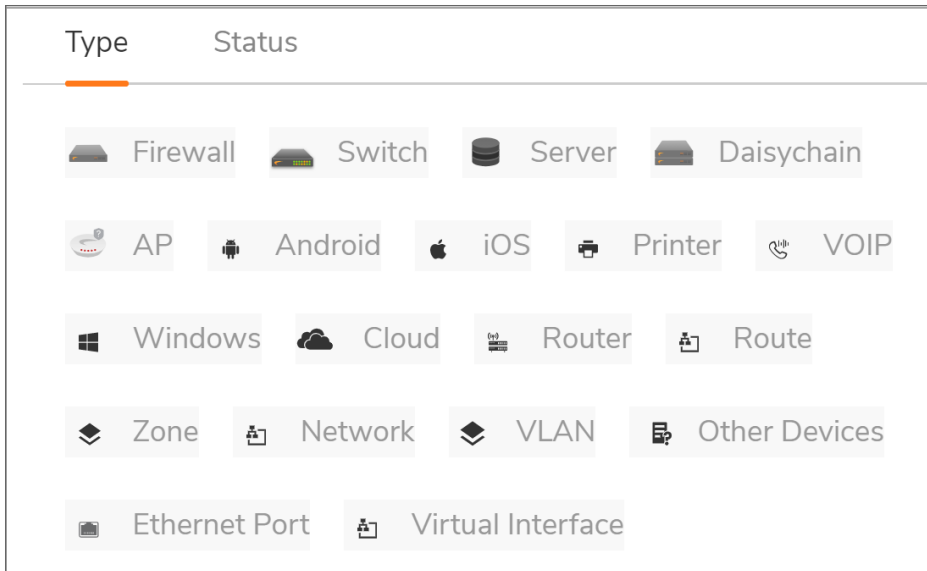 Type Status
Firewall Switch Server Daisychain
AP Android iOS Printer VOIP
Windows Cloud Router Route
Zone Network VLAN Other Devices
Ethernet Port Virtual Interface